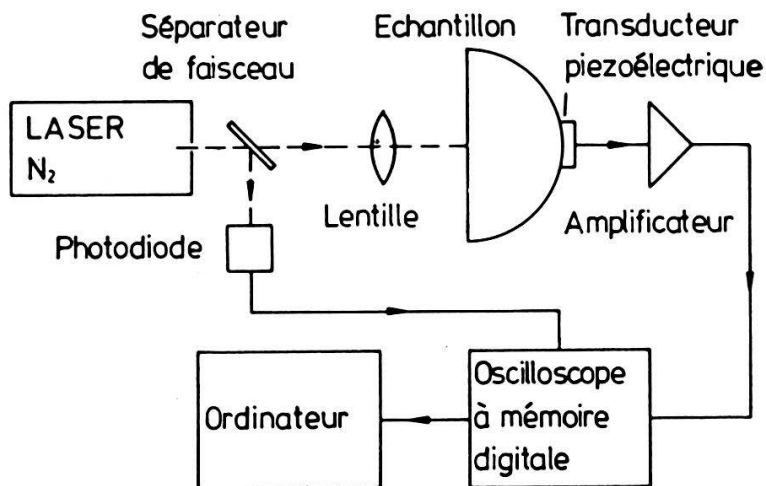 Séparateur
de faisceau
Echantillon
Transducteur
piezoélectrique
LASER
N₂
Lentille
Amplificateur
Photodiode
Oscilloscope
à mémoire
digitale
Ordinateur